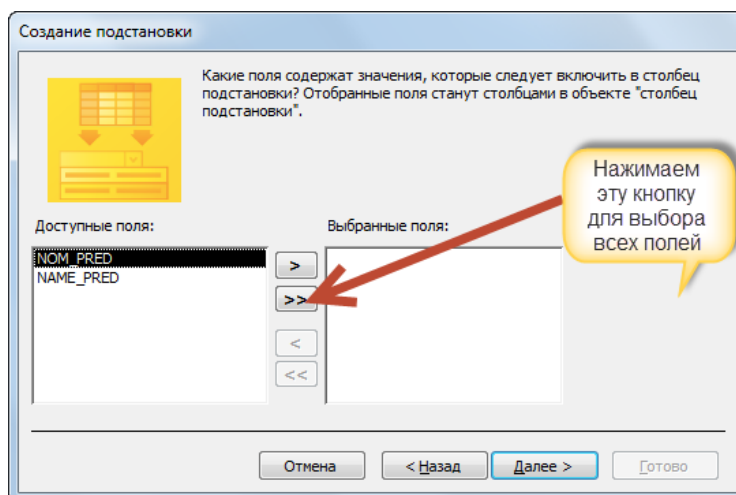 Создание подстановки
Какие поля содержат значения, которые следует включить в столбец
подстановки? Отобранные поля станут столбцами в объекте "столбец
подстановки".
Нажимаем
эту кнопку
для выбора
всех полей
Доступные поля:
Выбранные поля:
NOM_PRED
NAME_PRED
>
>>
<
<<
Отмена
< Назад
Далее >
Готово